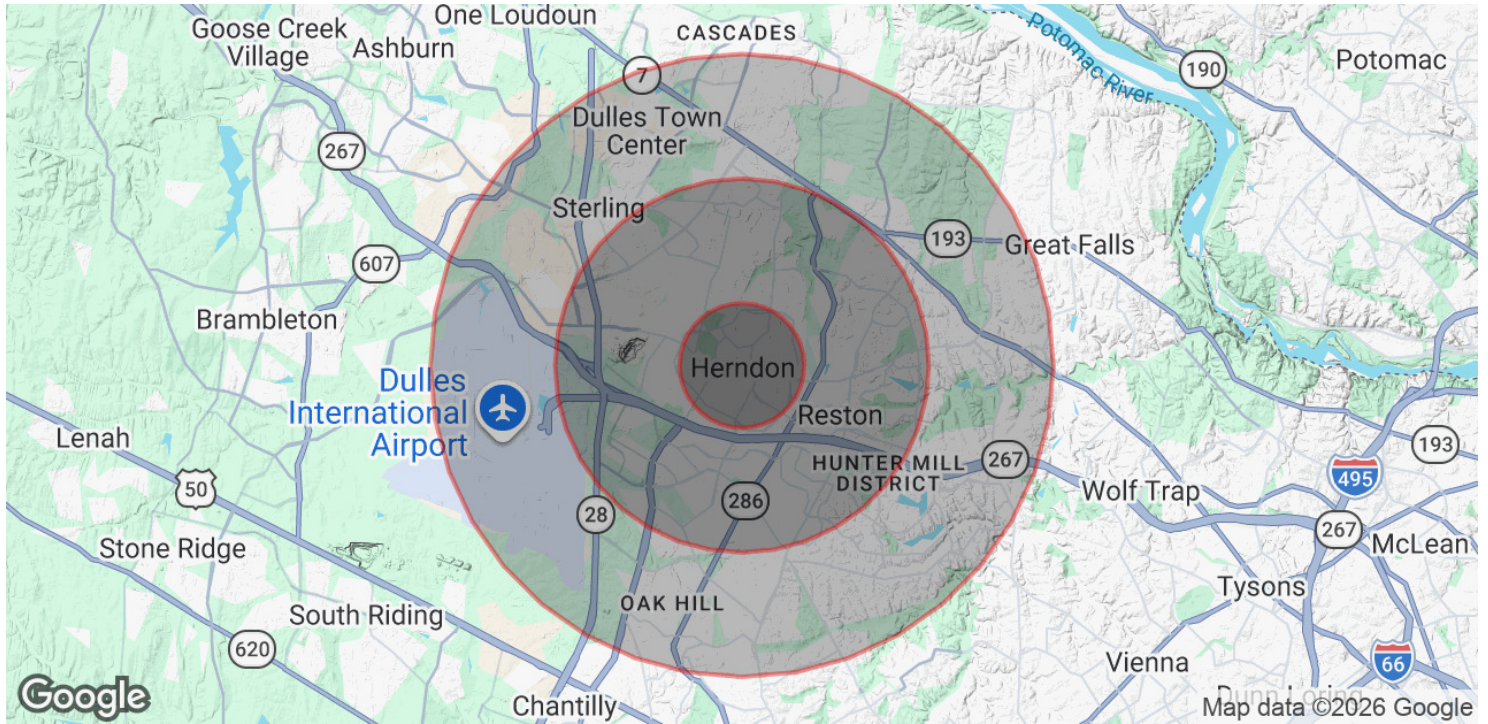 One Loudoun
Goose Creek
Village
Ashburn
CASCADES
7
190
Potomac
Potomac River
Dulles Town
Center
267
Sterling
193
Great Falls
607
Brambleton
Herndon
Dulles
International
Airport
Reston
Lenah
193
HUNTER MILL
DISTRICT
267
495
50
Wolf Trap
286
28
267
Stone Ridge
McLean
Tysons
OAK HILL
South Riding
620
Vienna
66
Google
Chantilly
Dunn Loring
Map data ©2026 Google